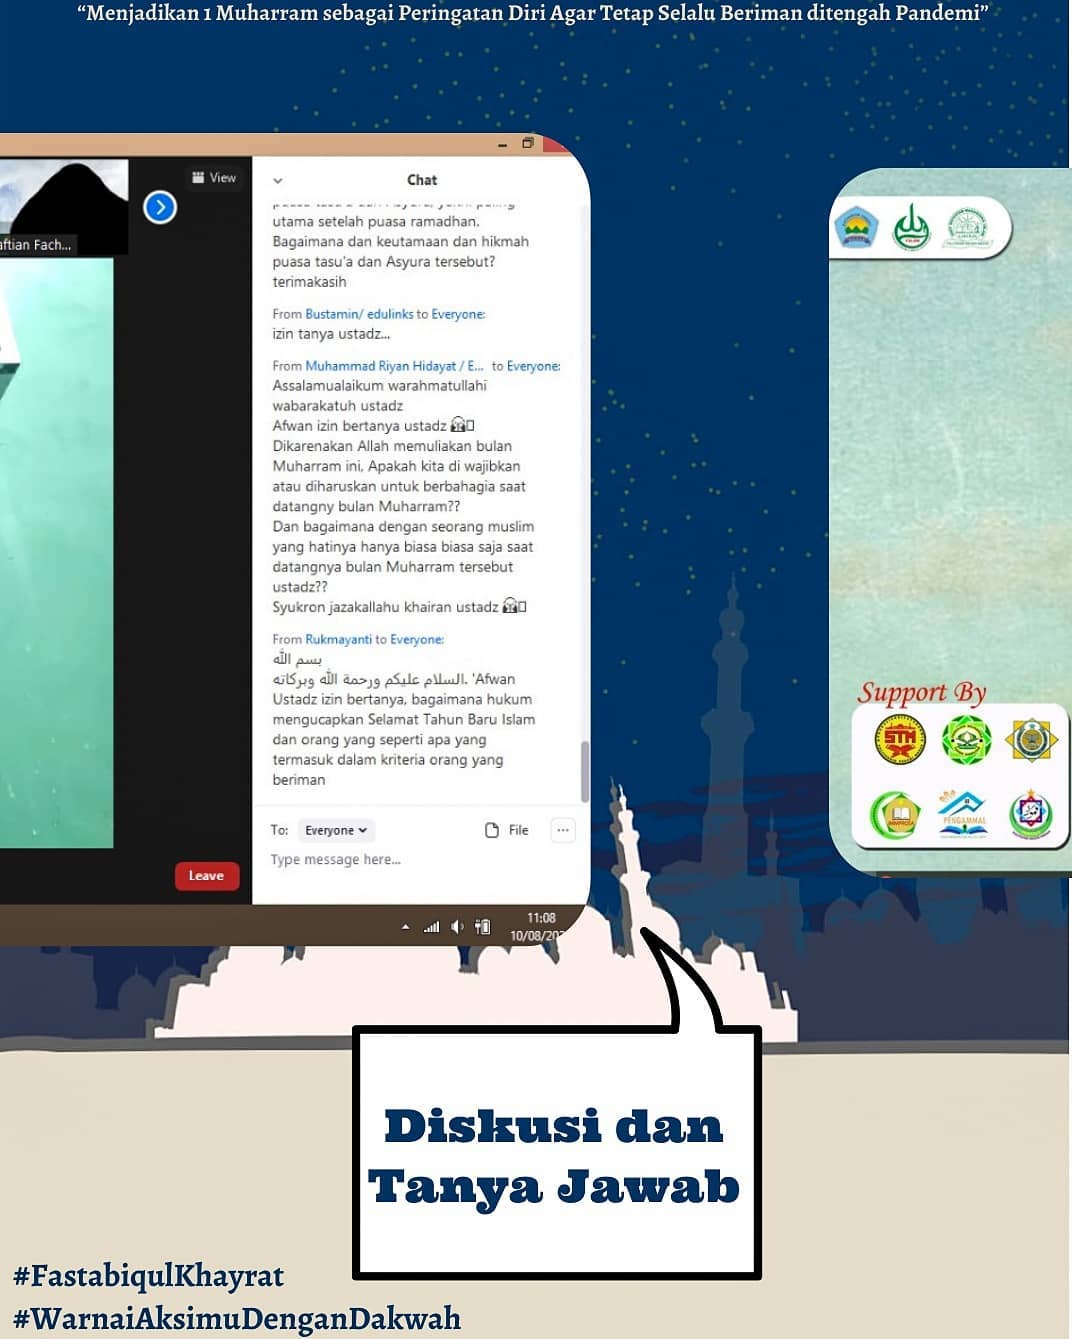 “Menjadikan 1 Muharram sebagai Peringatan Diri Agar Tetap Selalu Beriman ditengah Pandemi”
View
aftian Fach...
Chat
utama setelah puasa ramadhan.
Bagaimana dan keutamaan dan hikmah
puasa tasu'a dan Asyura tersebut?
terimakasih
From Bustamin/ edulinks to Everyone:
izin tanya ustadz...
From Muhammad Riyan Hidayat / E... to Everyone:
Assalamualaikum warahmatullahi
wabarakatuh ustadz
Afwan izin bertanya ustadz
Dikarenakan Allah memuliakan bulan
Muharram ini, Apakah kita di wajibkan
atau diharuskan untuk berbahagia saat
datangny bulan Muharram??
Dan bagaimana dengan seorang muslim
yang hatinya hanya biasa biasa saja saat
datangnya bulan Muharram tersebut
ustadz??
Syukron jazakallahu khairan ustadz
From Rukmayanti to Everyone:
بسم الله
السلام عليكم ورحمة الله وبركاته. 'Afwan
Ustadz izin bertanya, bagaimana hukum
mengucapkan Selamat Tahun Baru Islam
dan orang yang seperti apa yang
termasuk dalam kriteria orang yang
beriman
To: Everyone File ...
Type message here...
Leave
11:08
10/08/20
Support By
STM
PENGAMMAL
Diskusi dan
Tanya Jawab
#FastabiqulKhayrat
#WarnaiAksimuDenganDakwah